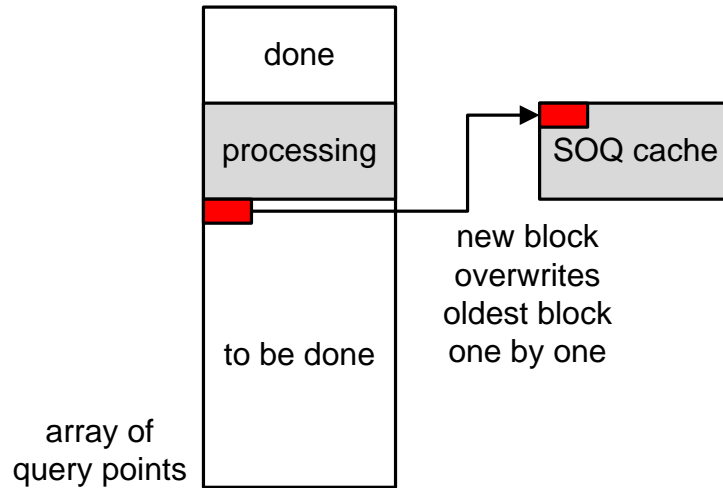 done
processing
SOQ cache
new block
overwrites
oldest block
one by one
to be done
array of
query points